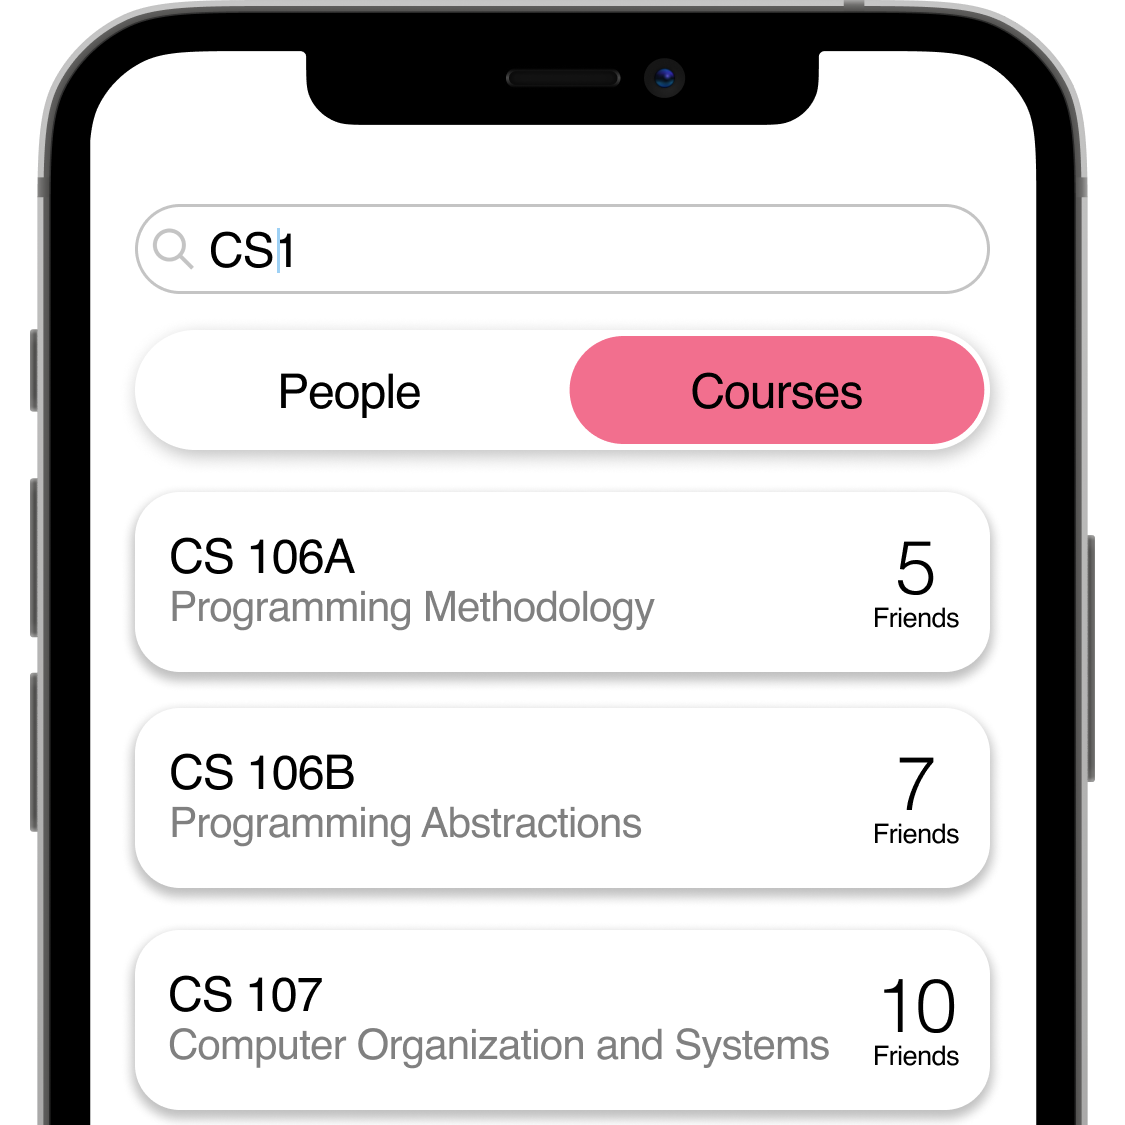 CS1
People
Courses
CS 106A
Programming Methodology
5
Friends
CS 106B
Programming Abstractions
7
Friends
CS 107
Computer Organization and Systems
10
Friends